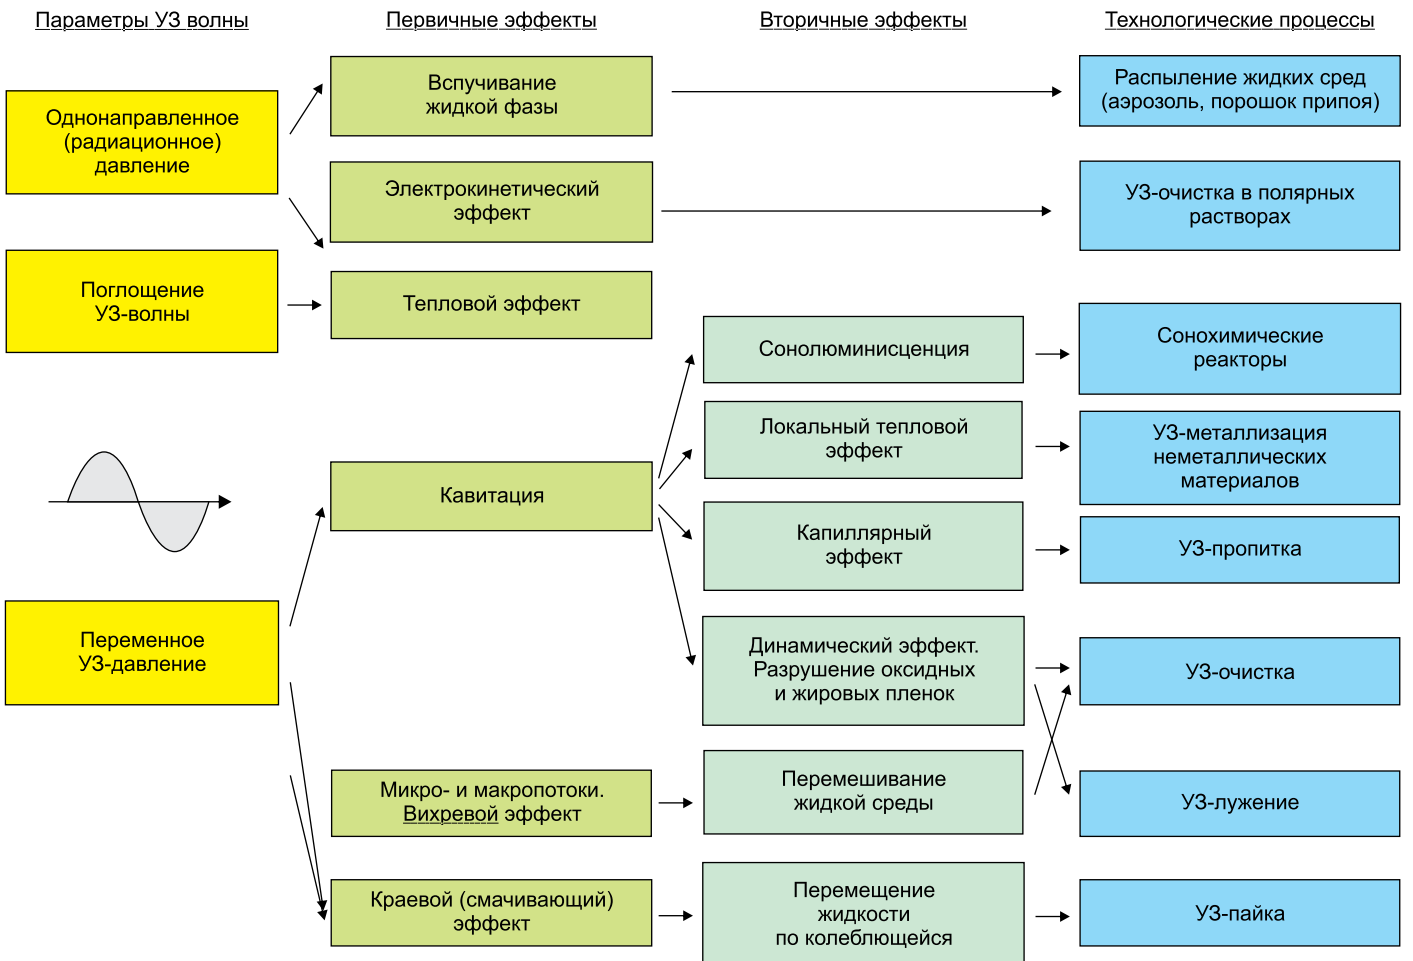 Параметры УЗ волны
Первичные эффекты
Вторичные эффекты
Технологические процессы
Однонаправленное
(радиационное)
давление
Поглощение
УЗ-волны
Переменное
УЗ-давление
Вспучивание
жидкой фазы
Электрокинетический
эффект
Тепловой эффект
Кавитация
Микро- и макропотоки.
Вихревой эффект
Краевой (смачивающий)
эффект
Сонолюминисценция
Локальный тепловой
эффект
Капиллярный
эффект
Динамический эффект.
Разрушение оксидных
и жировых пленок
Перемешивание
жидкой среды
Перемещение
жидкости
по колеблющейся
Распыление жидких сред
(аэрозоль, порошок припоя)
УЗ-очистка в полярных
растворах
Сонохимические
реакторы
УЗ-металлизация
неметаллических
материалов
УЗ-пропитка
УЗ-очистка
УЗ-лужение
УЗ-пайка